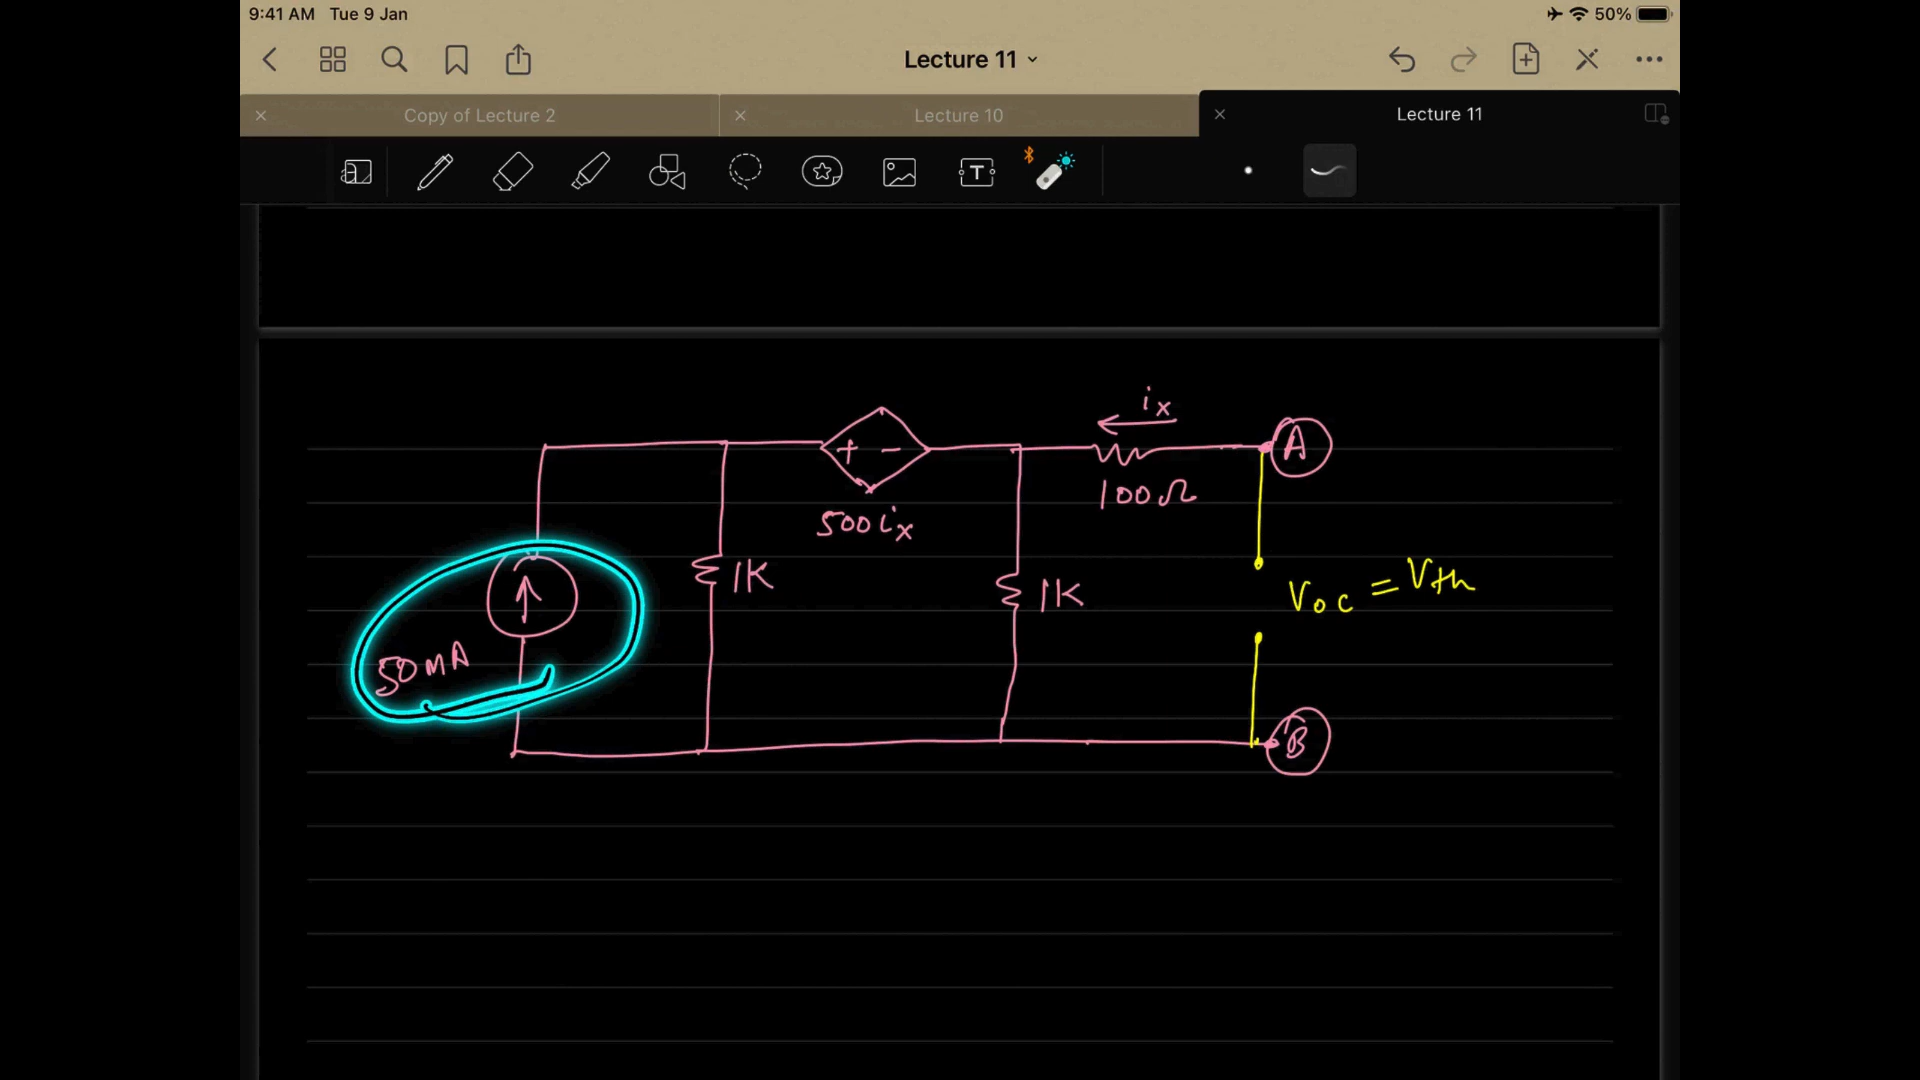 9:41 AM Tue 9 Jan
50%
Lecture 11
Copy of Lecture 2
Lecture 10
Lecture 11
T
ix
A
+ -
100Ω
500ix
1K
1K
Voc = Vth
50mA
B